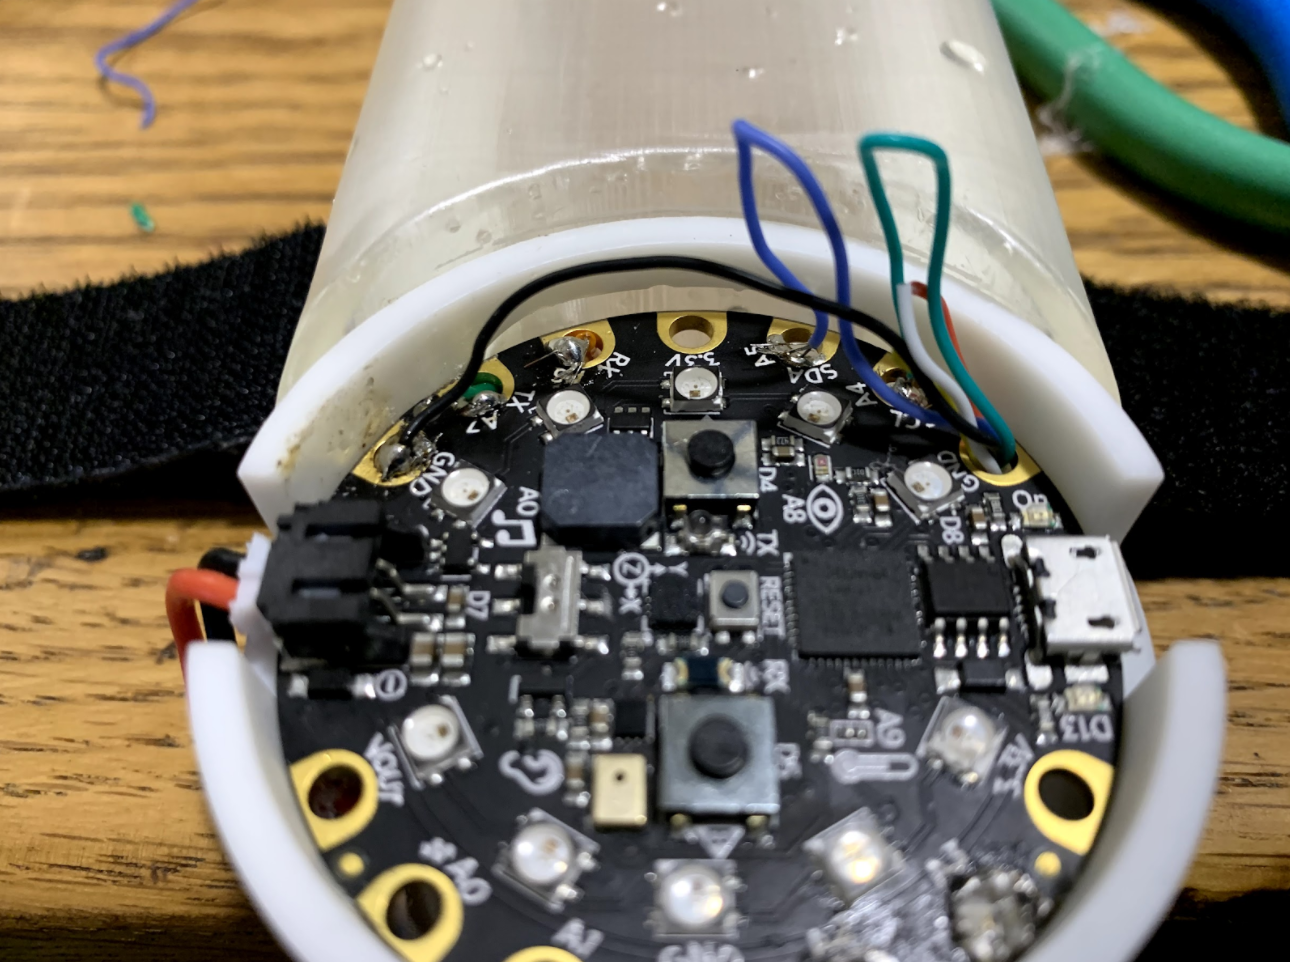 RX
3.3V
A5
SDA
TX
A7
A4
GND
GND
A0
D4
A8
D8
TX
Y
Z
X
D7
RESET
RX
D13
VOUT
D5
A9
3.3V
*A0
A1
GND